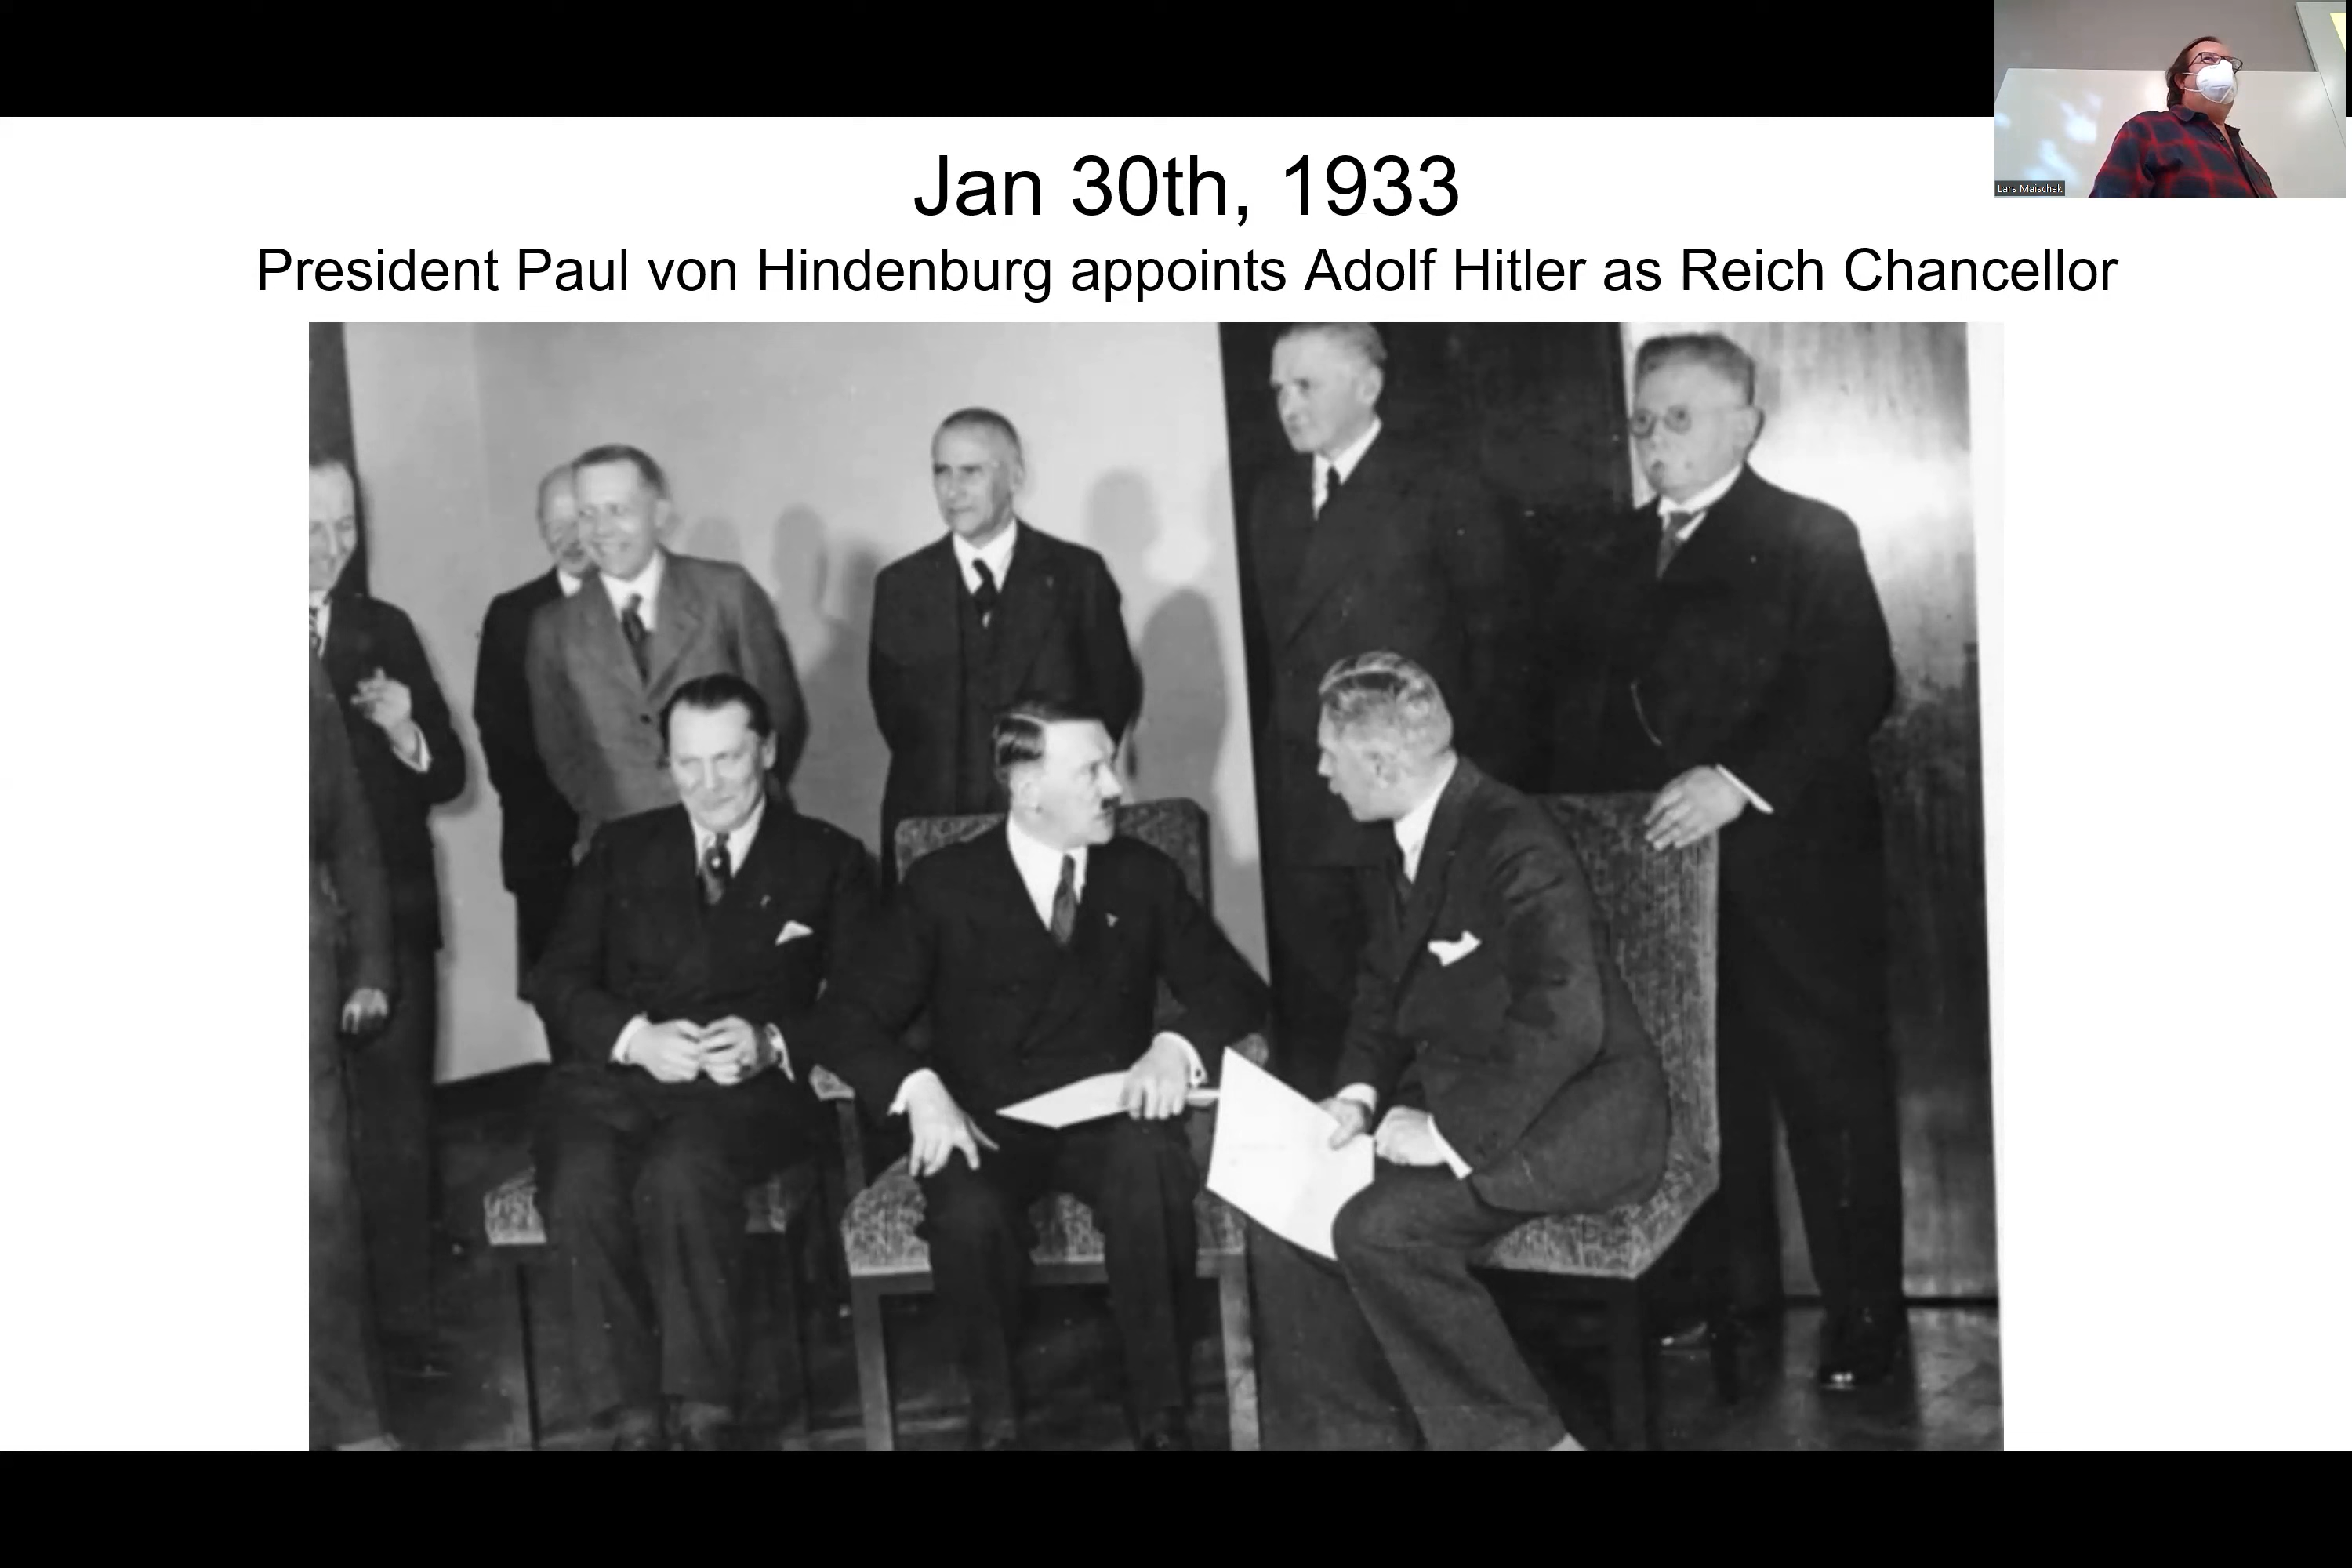 Jan 30th, 1933
President Paul von Hindenburg appoints Adolf Hitler as Reich Chancellor
Lars Maischak